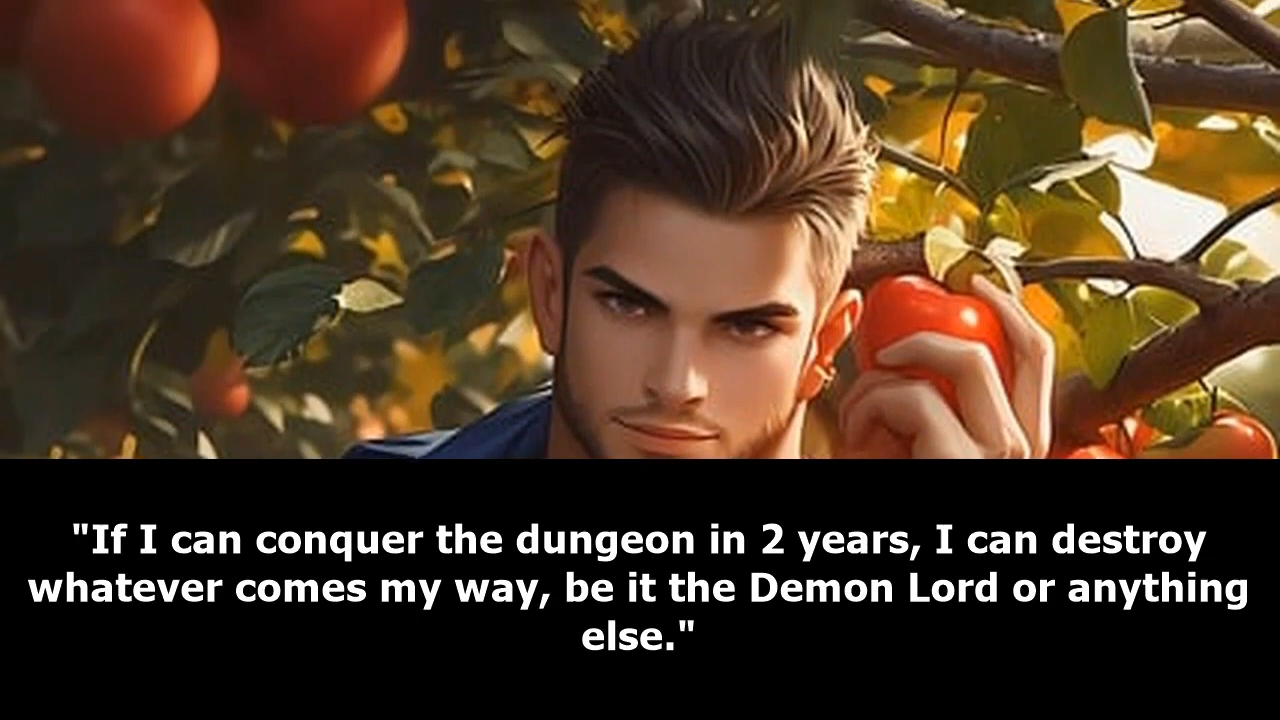 "If I can conquer the dungeon in 2 years, I can destroy
whatever comes my way, be it the Demon Lord or anything
else."